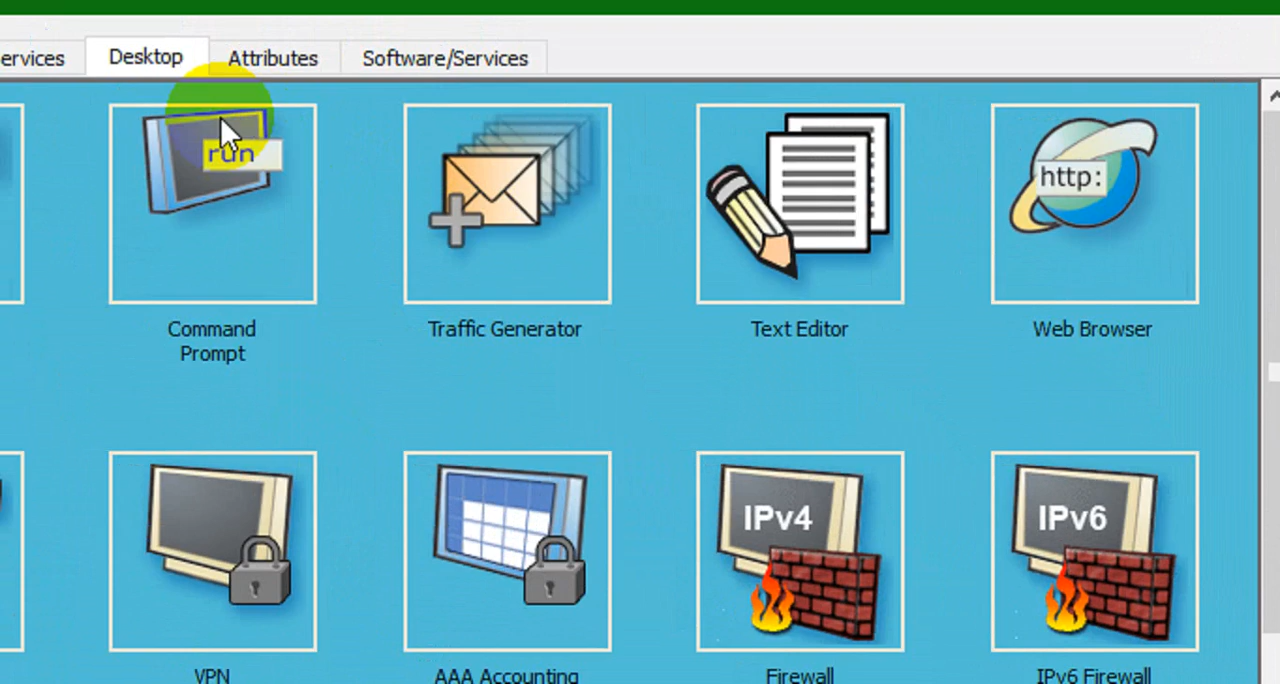 ervices Desktop Attributes Software/Services
run
http:
Command
Prompt
Traffic Generator
Text Editor
Web Browser
IPv4
IPv6
VPN
AAA Accounting
Firewall
IPv6 Firewall